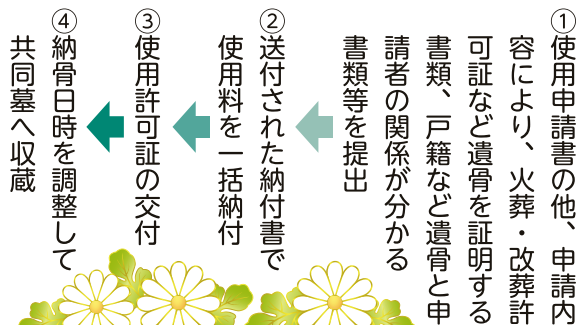 ①使用申請書の他、申請内
容により、火葬・改葬許
可証など遺骨を証明する
書類、戸籍など遺骨と申
請者の関係が分かる
書類等を提出
②送付された納付書で
使用料を一括納付
③使用許可証の交付
④納骨日時を調整して
共同墓へ収蔵